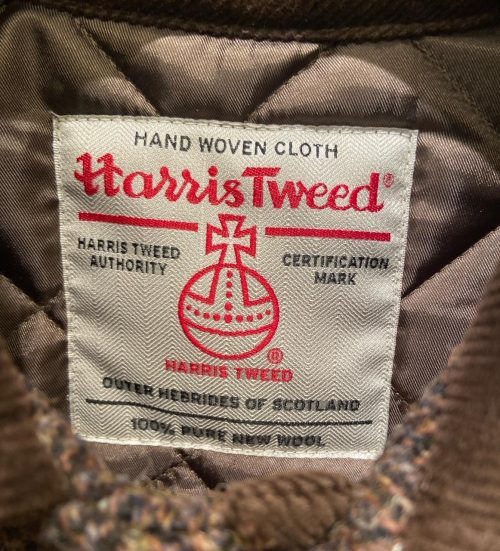 HAND WOVEN CLOTH
Harris Tweed®
HARRIS TWEED
AUTHORITY
CERTIFICATION
MARK
®
HARRIS TWEED
OUTER HEBRIDES OF SCOTLAND
100% PURE NEW WOOL